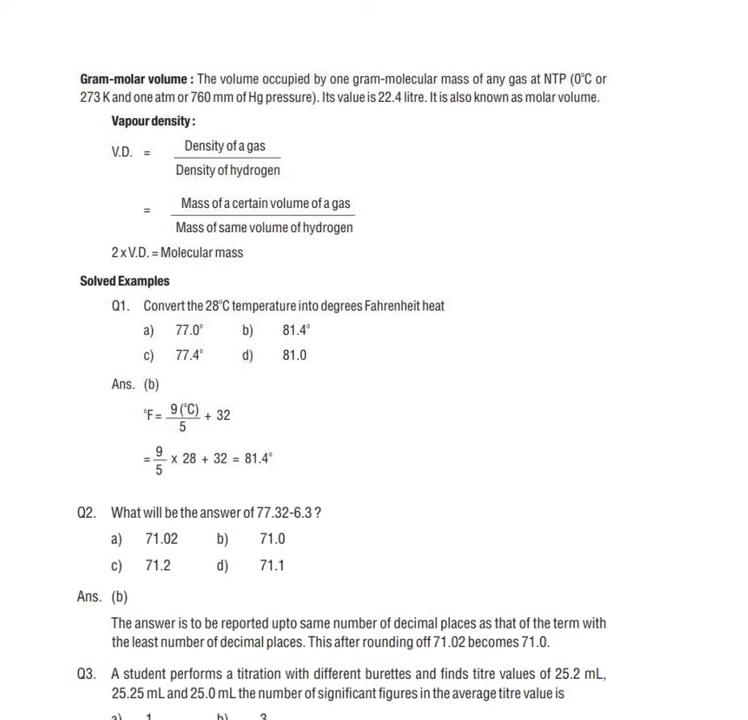 Gram-molar volume : The volume occupied by one gram-molecular mass of any gas at NTP (0°C or
273 K and one atm or 760 mm of Hg pressure). Its value is 22.4 litre. It is also known as molar volume.
Vapour density :
V.D. = Density of a gas
Density of hydrogen
= Mass of a certain volume of a gas
Mass of same volume of hydrogen
2 x V.D. = Molecular mass
Solved Examples
Q1. Convert the 28°C temperature into degrees Fahrenheit heat
a) 77.0° b) 81.4°
c) 77.4° d) 81.0
Ans. (b)
°F = 9(°C)/5 + 32
= 9/5 x 28 + 32 = 81.4°
Q2. What will be the answer of 77.32-6.3 ?
a) 71.02 b) 71.0
c) 71.2 d) 71.1
Ans. (b)
The answer is to be reported upto same number of decimal places as that of the term with
the least number of decimal places. This after rounding off 71.02 becomes 71.0.
Q3. A student performs a titration with different burettes and finds titre values of 25.2 mL,
25.25 mL and 25.0 mL the number of significant figures in the average titre value is
a) 1 b) 3